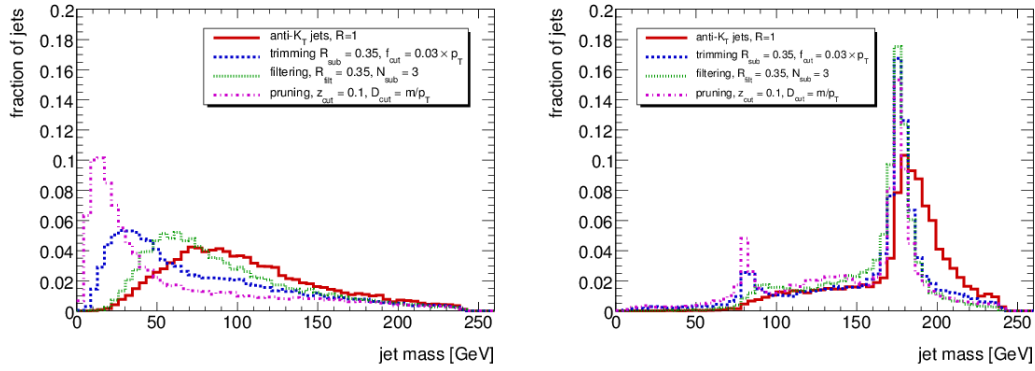 fraction of jets
0.2
0.18
0.16
0.14
0.12
0.1
0.08
0.06
0.04
0.02
0
anti-K_T jets, R=1
trimming R_sub = 0.35, f_cut = 0.03 × p_T
filtering, R_filt = 0.35, N_sub = 3
pruning, z_cut = 0.1, D_cut = m/p_T
0 50 100 150 200 250
jet mass [GeV]
fraction of jets
0.2
0.18
0.16
0.14
0.12
0.1
0.08
0.06
0.04
0.02
0
anti-K_T jets, R=1
trimming R_sub = 0.35, f_cut = 0.03 × p_T
filtering, R_filt = 0.35, N_sub = 3
pruning, z_cut = 0.1, D_cut = m/p_T
0 50 100 150 200 250
jet mass [GeV]